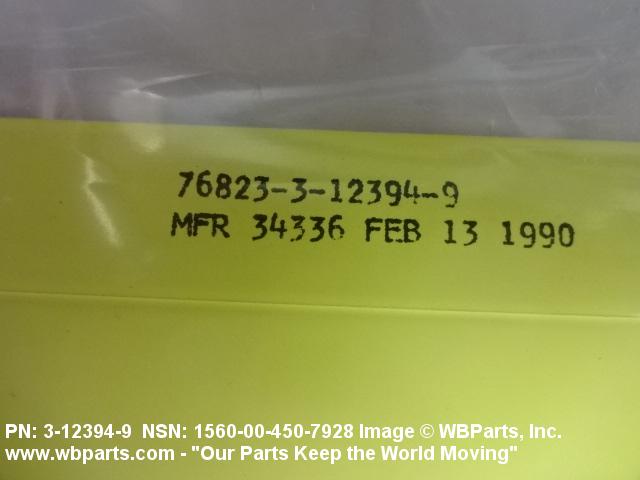 76823-3-12394-9
MFR 34336 FEB 13 1990
PN: 3-12394-9 NSN: 1560-00-450-7928 Image © WBParts, Inc.
www.wbparts.com - "Our Parts Keep the World Moving"